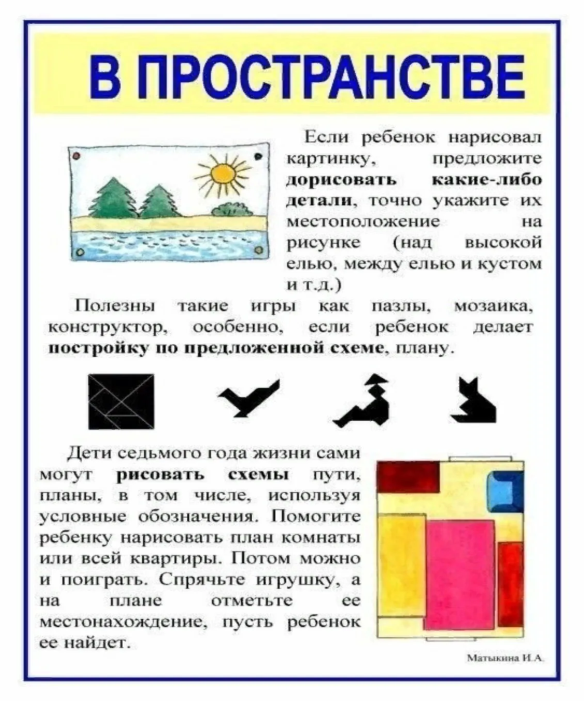 В ПРОСТРАНСТВЕ
Если ребенок нарисовал
картинку, предложите
дорисовать какие-либо
детали, точно укажите их
местоположение на
рисунке (над высокой
елью, между елью и кустом
и т.д.)
Полезны такие игры как пазлы, мозаика,
конструктор, особенно, если ребенок делает
постройку по предложенной схеме, плану.
Дети седьмого года жизни сами
могут рисовать схемы пути,
планы, в том числе, используя
условные обозначения. Помогите
ребенку нарисовать план комнаты
или всей квартиры. Потом можно
и поиграть. Спрячьте игрушку, а
на плане отметьте ее
местонахождение, пусть ребенок
ее найдет.
Матыкина И.А.